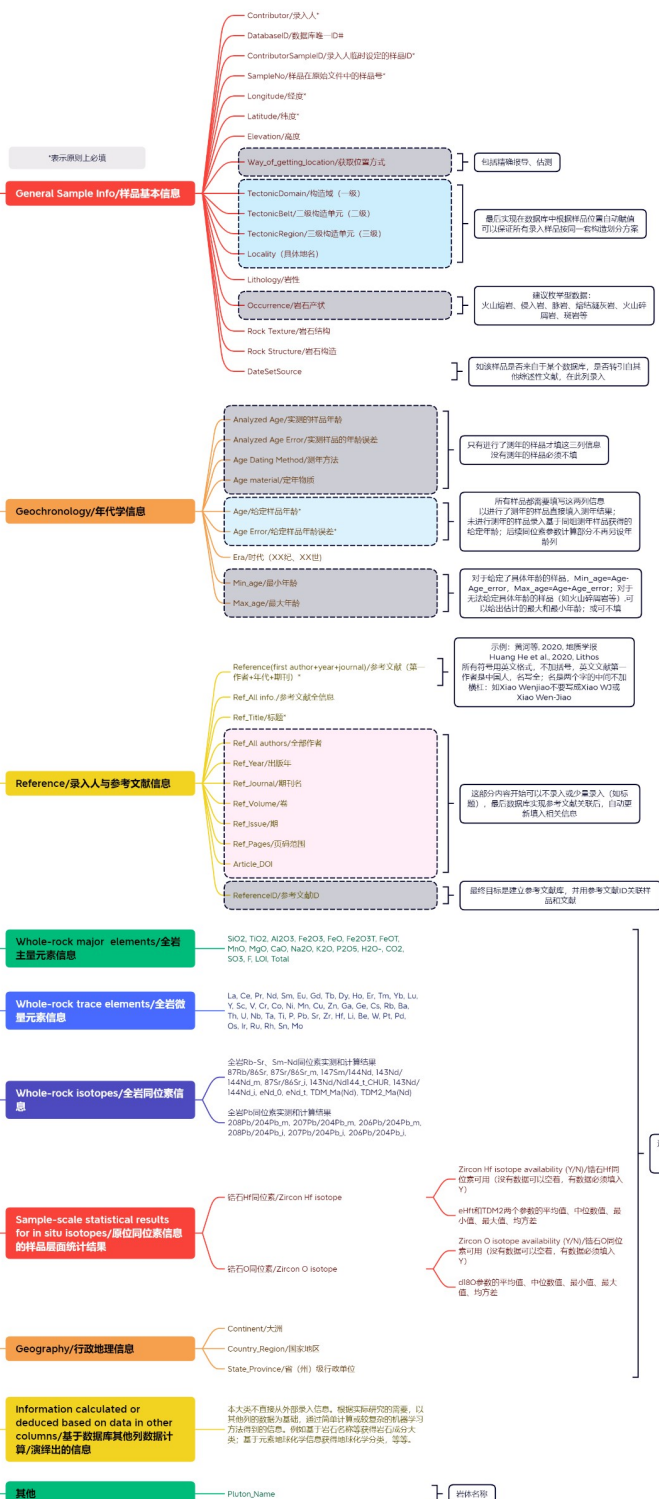 Contributor/录入人*
DatabaseID/数据库唯一ID#
ContributorSampleID/录入人临时设定的样品ID*
SampleNo/样品在原始文件中的样品号*
Longitude/经度*
Latitude/纬度*
Elevation/高度
*表示原则上必填
Way_of_getting_location/获取位置方式
包括精确报导、估测
General Sample Info/样品基本信息
TectonicDomain/构造域（一级）
TectonicBelt/二级构造单元（二级）
TectonicRegion/三级构造单元（三级）
Locality（具体地名）
最后实现在数据库中根据样品位置自动赋值
可以保证所有录入样品按同一套构造划分方案
Lithology/岩性
Occurrence/岩石产状
建议枚举型数据：
火山熔岩、侵入岩、脉岩、熔结凝灰岩、火山碎
屑岩、斑岩等
Rock Texture/岩石结构
Rock Structure/岩石构造
DateSetSource
如该样品是否来自于某个数据库，是否转引自其
他综述性文献，在此列录入
Analyzed Age/实测的样品年龄
Analyzed Age Error/实测样品的年龄误差
Age Dating Method/测年方法
Age material/定年物质
只有进行了测年的样品才填这三列信息
没有测年的样品必须不填
Geochronology/年代学信息
Age/给定样品年龄*
Age Error/给定样品年龄误差*
所有样品都需要填写这两列信息
以进行了测年的样品直接填入测年结果；
未进行测年的样品录入基于同组测年样品获得的
给定年龄；后续同位素参数计算部分不再另设年
龄列
Era/时代（XX纪、XX世)
Min_age/最小年龄
Max_age/最大年龄
对于给定了具体年龄的样品，Min_age=Age-
Age_error，Max_age=Age+Age_error；对于
无法给定具体年龄的样品（如火山碎屑岩等）,可
以给出估计的最大和最小年龄；或可不填
Reference(first author+year+journal)/参考文献（第一
作者+年代+期刊）*
示例：黄河等, 2020, 地质学报
Huang He et al., 2020, Lithos
所有符号用英文格式，不加括号，英文文献第一
作者是中国人，名写全；名是两个字的中间不加
横杠：如Xiao Wenjiao不要写成Xiao WJ或
Xiao Wen-Jiao
Ref_All info./参考文献全信息
Ref_Title/标题*
Reference/录入人与参考文献信息
Ref_All authors/全部作者
Ref_Year/出版年
Ref_Journal/期刊名
Ref_Volume/卷
Ref_Issue/期
Ref_Pages/页码范围
Article_DOI
这部分内容开始可以不录入或少量录入（如标
题），最后数据库实现参考文献关联后，自动更
新填入相关信息
ReferenceID/参考文献ID
最终目标是建立参考文献库，并用参考文献ID关联样
品和文献
Whole-rock major elements/全岩
主量元素信息
SiO2, TiO2, Al2O3, Fe2O3, FeO, Fe2O3T, FeOT,
MnO, MgO, CaO, Na2O, K2O, P2O5, H2O-, CO2,
SO3, F, LOI, Total
Whole-rock trace elements/全岩微
量元素信息
La, Ce, Pr, Nd, Sm, Eu, Gd, Tb, Dy, Ho, Er, Tm, Yb, Lu,
Y, Sc, V, Cr, Co, Ni, Mn, Cu, Zn, Ga, Ge, Cs, Rb, Ba,
Th, U, Nb, Ta, Ti, P, Pb, Sr, Zr, Hf, Li, Be, W, Pt, Pd,
Os, Ir, Ru, Rh, Sn, Mo
Whole-rock isotopes/全岩同位素信
息
全岩Rb-Sr、Sm-Nd同位素实测和计算结果
87Rb/86Sr, 87Sr/86Sr_m, 147Sm/144Nd, 143Nd/
144Nd_m, 87Sr/86Sr_i, 143Nd/Nd144_t_CHUR, 143Nd/
144Nd_i, eNd_0, eNd_t, TDM_Ma(Nd), TDM2_Ma(Nd)
全岩Pb同位素实测和计算结果
208Pb/204Pb_m, 207Pb/204Pb_m, 206Pb/204Pb_m,
208Pb/204Pb_i, 207Pb/204Pb_i, 206Pb/204Pb_i,
Sample-scale statistical results
for in situ isotopes/原位同位素信息
的样品层面统计结果
锆石Hf同位素/Zircon Hf isotope
Zircon Hf isotope availability (Y/N)/锆石Hf同
位素可用（没有数据可以空着，有数据必须填入
Y）
eHft和TDM2两个参数的平均值、中位数值、最
小值、最大值、均方差
锆石O同位素/Zircon O isotope
Zircon O isotope availability (Y/N)/锆石O同位
素可用（没有数据可以空着，有数据必须填入
Y）
d18O参数的平均值、中位数值、最小值、最大
值、均方差
Geography/行政地理信息
Continent/大洲
Country_Region/国家地区
State_Province/省（州）级行政单位
Information calculated or
deduced based on data in other
columns/基于数据库其他列数据计
算/演绎出的信息
本大类不直接从外部录入信息。根据实际研究的需要，以
其他列的数据为基础，通过简单计算或较复杂的机器学习
方法得到的信息。例如基于岩石名称等获得岩石成分大
类；基于元素地球化学信息获得地球化学分类，等等。
其他
Pluton_Name
岩体名称